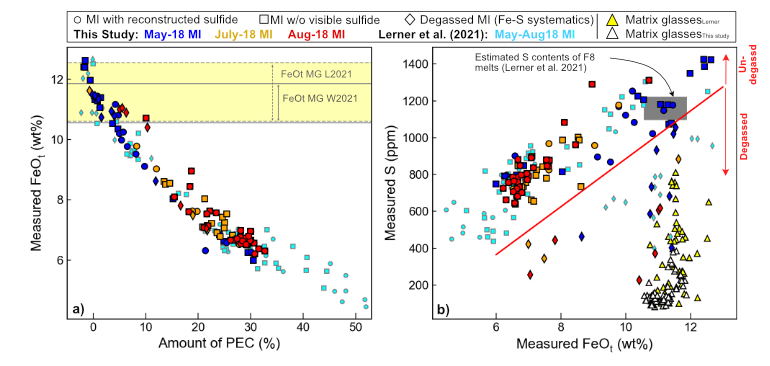 MI with reconstructed sulfide MI w/o visible sulfide Degassed MI (Fe-S systematics) Matrix glassesLerner
This Study: May-18 MI July-18 MI Aug-18 MI Lerner et al. (2021): May-Aug18 MI Matrix glassesThis study
FeOt MG L2021
FeOt MG W2021
12
10
8
6
Measured FeOt (wt%)
a)
0 10 20 30 40 50
Amount of PEC (%)
Estimated S contents of F8
melts (Lerner et al. 2021)
1400
1200
1000
800
600
400
200
Measured S (ppm)
b)
6 8 10 12
Measured FeOt (wt%)
Un-
degassd
Degassed